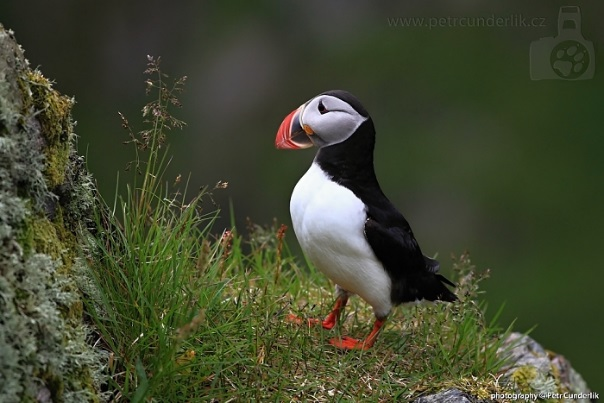 www.petrcunderlik.cz
photography © Petr Cunderlik